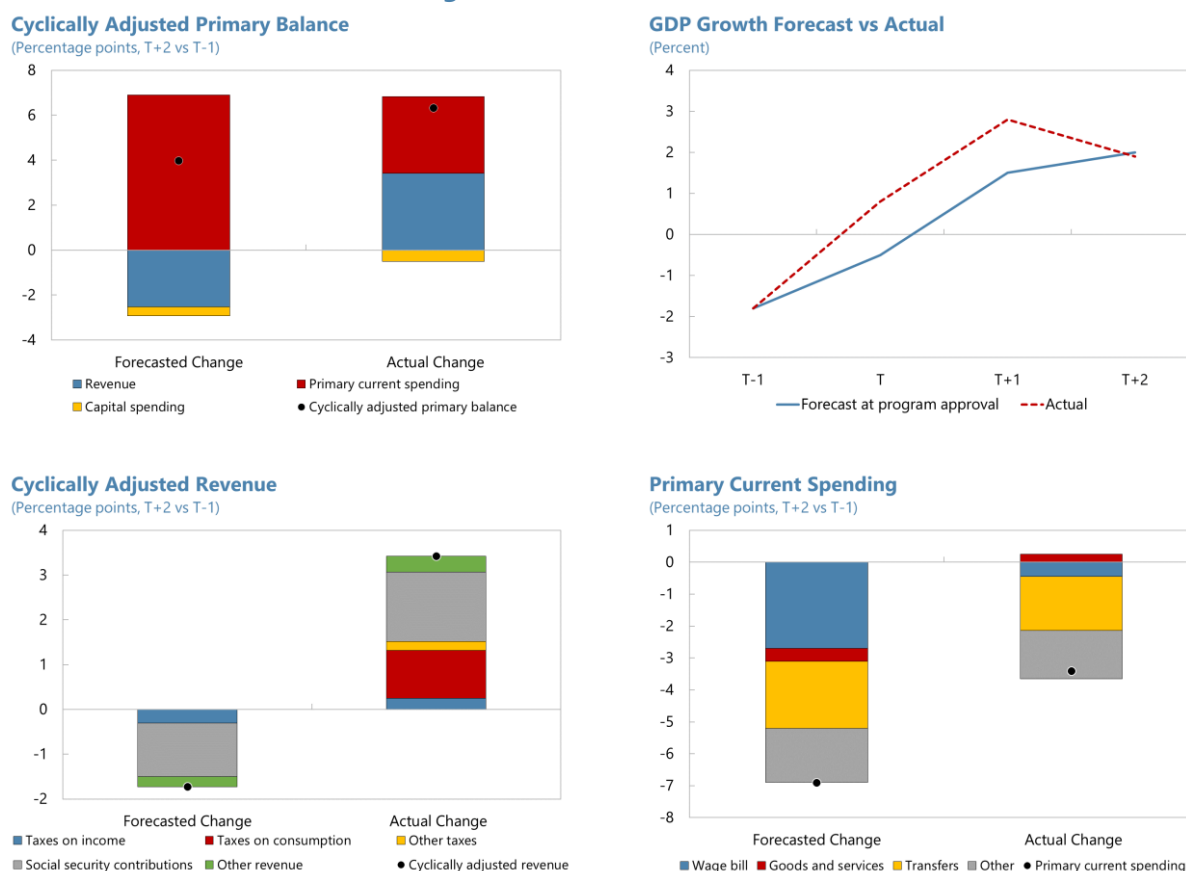 Cyclically Adjusted Primary Balance
(Percentage points, T+2 vs T-1)
8
6
4
2
0
-2
-4
Forecasted Change Actual Change
Revenue Primary current spending
Capital spending Cyclically adjusted primary balance
GDP Growth Forecast vs Actual
(Percent)
4
3
2
1
0
-1
-2
-3
T-1 T T+1 T+2
Forecast at program approval Actual
Cyclically Adjusted Revenue
(Percentage points, T+2 vs T-1)
4
3
2
1
0
-1
-2
Forecasted Change Actual Change
Taxes on income Taxes on consumption Other taxes
Social security contributions Other revenue Cyclically adjusted revenue
Primary Current Spending
(Percentage points, T+2 vs T-1)
1
0
-1
-2
-3
-4
-5
-6
-7
-8
Forecasted Change Actual Change
Wage bill Goods and services Transfers Other Primary current spending